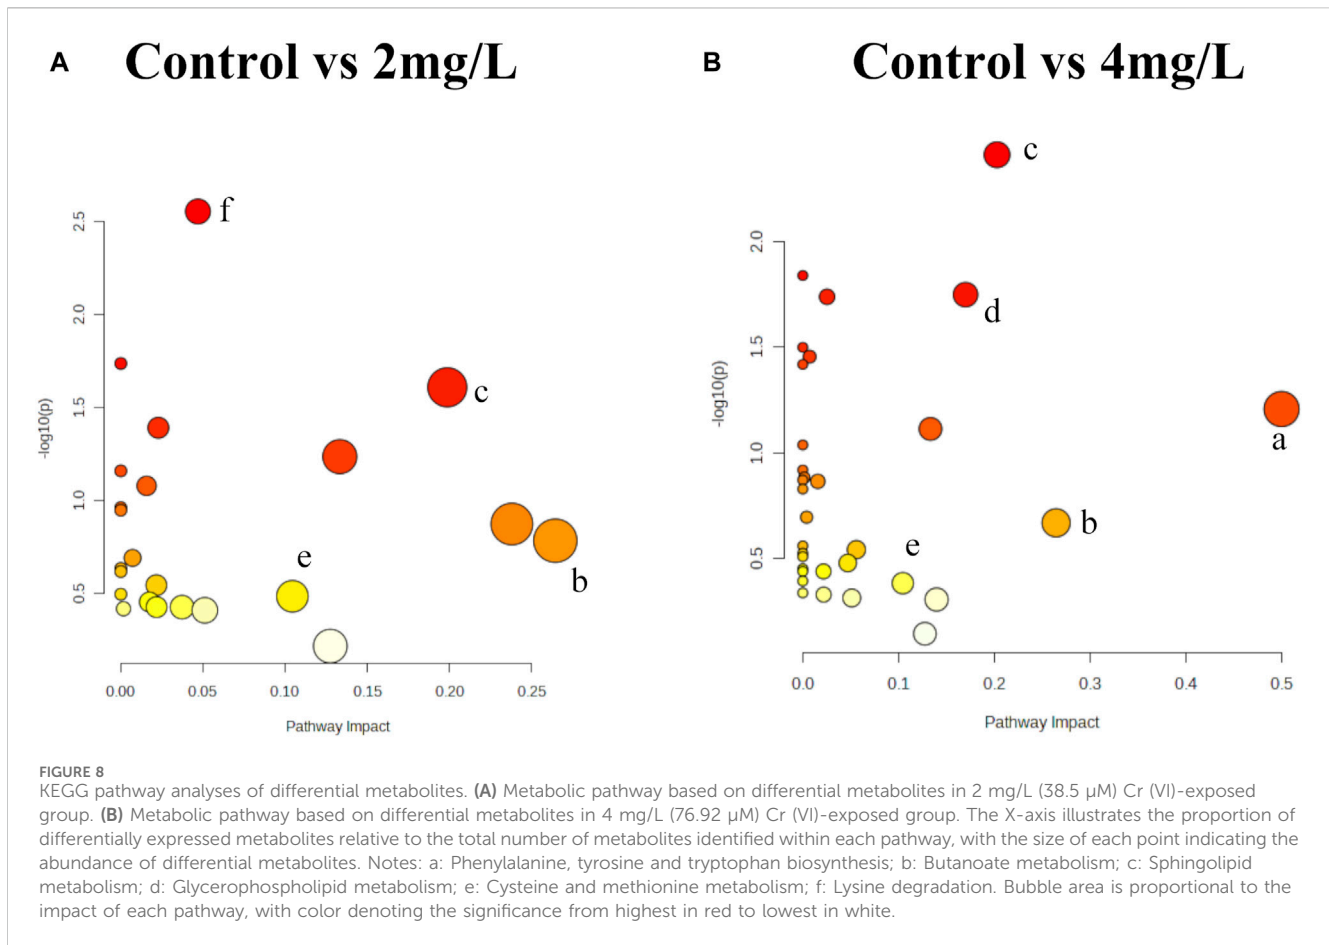 A Control vs 2mg/L
B Control vs 4mg/L
f
c
e
b
2.5
2.0
1.5
1.0
0.5
-log10(p)
0.00 0.05 0.10 0.15 0.20 0.25
Pathway Impact
c
d
a
b
e
2.0
1.5
1.0
0.5
-log10(p)
0.0 0.1 0.2 0.3 0.4 0.5
Pathway Impact
FIGURE 8
KEGG pathway analyses of differential metabolites. (A) Metabolic pathway based on differential metabolites in 2 mg/L (38.5 µM) Cr (VI)-exposed
group. (B) Metabolic pathway based on differential metabolites in 4 mg/L (76.92 µM) Cr (VI)-exposed group. The X-axis illustrates the proportion of
differentially expressed metabolites relative to the total number of metabolites identified within each pathway, with the size of each point indicating the
abundance of differential metabolites. Notes: a: Phenylalanine, tyrosine and tryptophan biosynthesis; b: Butanoate metabolism; c: Sphingolipid
metabolism; d: Glycerophospholipid metabolism; e: Cysteine and methionine metabolism; f: Lysine degradation. Bubble area is proportional to the
impact of each pathway, with color denoting the significance from highest in red to lowest in white.